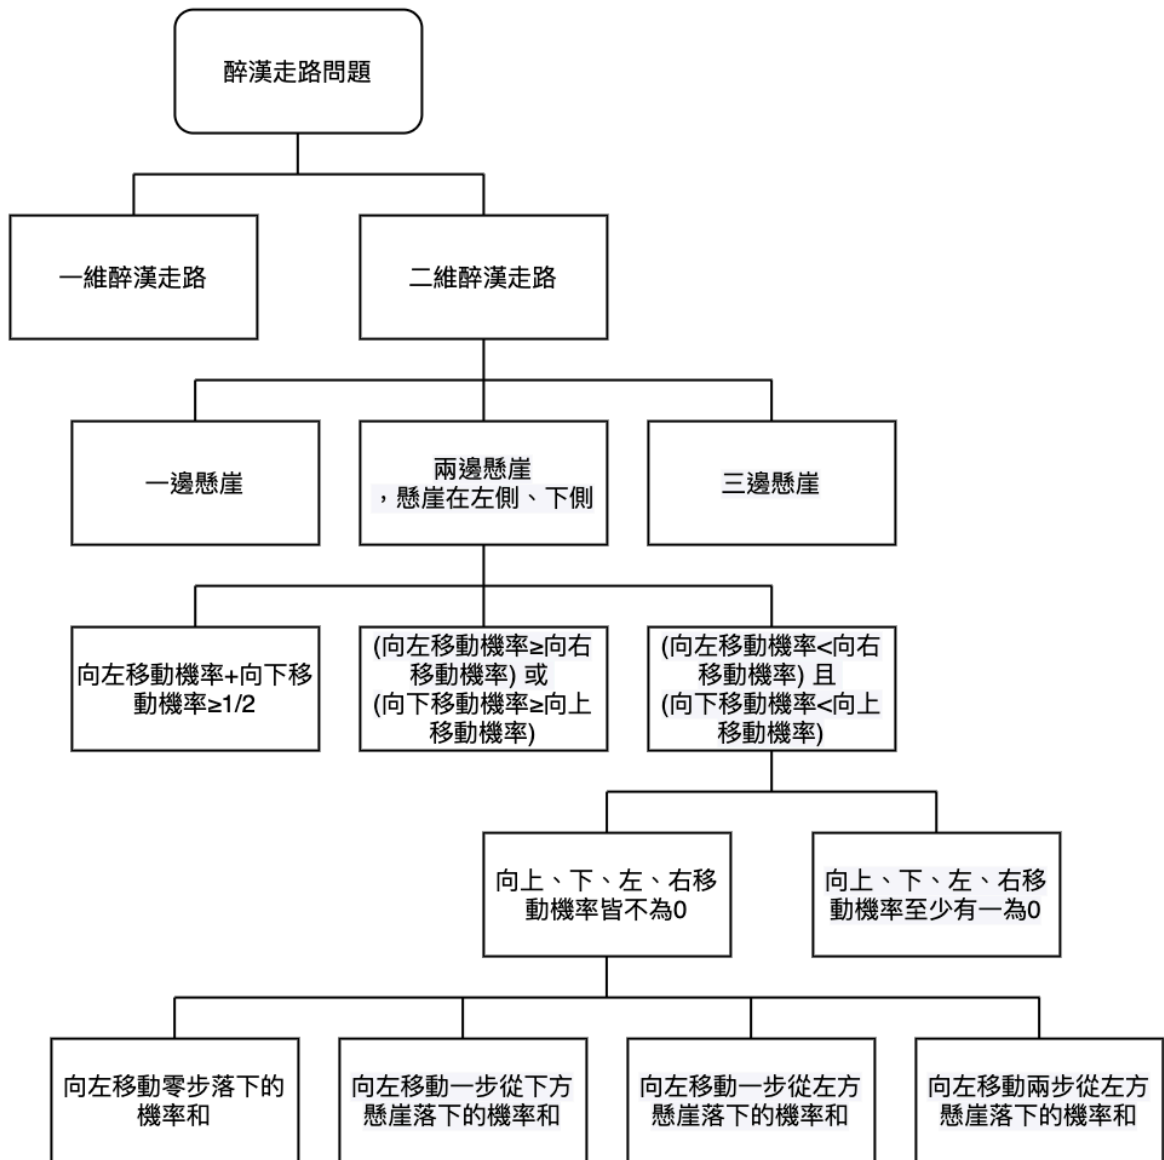 醉漢走路問題
一維醉漢走路
二維醉漢走路
一邊懸崖
兩邊懸崖
，懸崖在左側、下側
三邊懸崖
向左移動機率+向下移
動機率≥1/2
(向左移動機率≥向右
移動機率) 或
(向下移動機率≥向上
移動機率)
(向左移動機率<向右
移動機率) 且
(向下移動機率<向上
移動機率)
向上、下、左、右移
動機率皆不為0
向上、下、左、右移
動機率至少有一為0
向左移動零步落下的
機率和
向左移動一步從下方
懸崖落下的機率和
向左移動一步從左方
懸崖落下的機率和
向左移動兩步從左方
懸崖落下的機率和